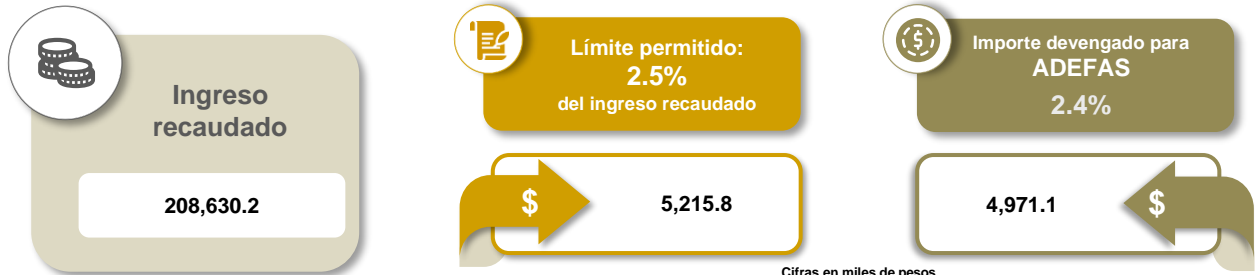 Ingreso
recaudado
208,630.2
Límite permitido:
2.5%
del ingreso recaudado
$ 5,215.8
Importe devengado para
ADEFAS
2.4%
4,971.1 $
Cifras en miles de pesos